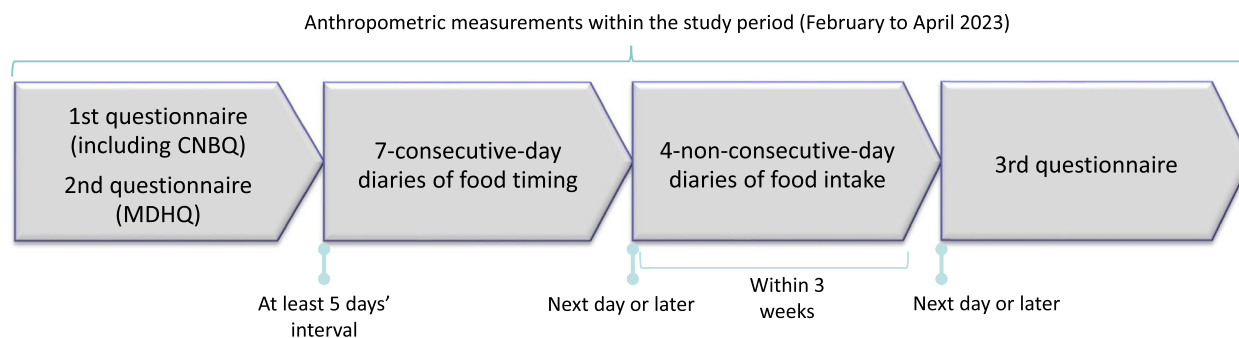 Anthropometric measurements within the study period (February to April 2023)
1st questionnaire
(including CNBQ)
2nd questionnaire
(MDHQ)
7-consecutive-day
diaries of food timing
4-non-consecutive-day
diaries of food intake
3rd questionnaire
At least 5 days’
interval
Next day or later
Within 3
weeks
Next day or later